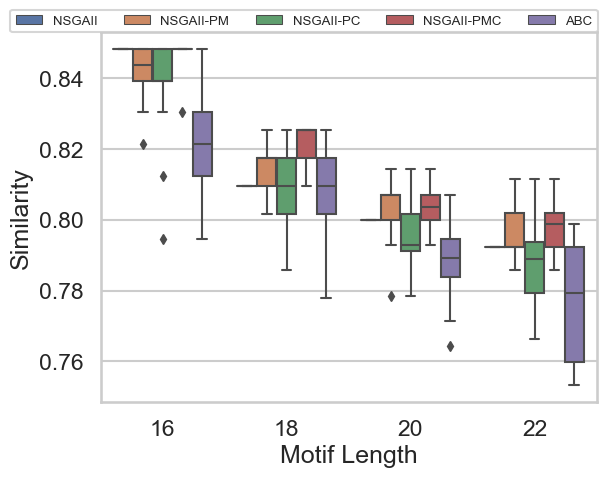 NSGAII NSGAII-PM NSGAII-PC NSGAII-PMC ABC
0.84
0.82
0.80
0.78
0.76
Similarity
16 18 20 22
Motif Length